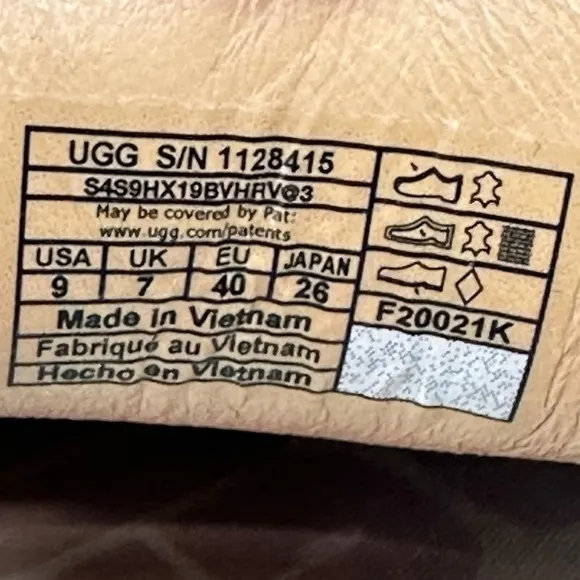 UGG S/N 1128415
S4S9HX19BVHRV@3
May be covered by Pat:
www.ugg.com/patents
USA UK EU JAPAN
9 7 40 26
Made in Vietnam
Fabriqué au Vietnam
Hecho en Vietnam
F20021K